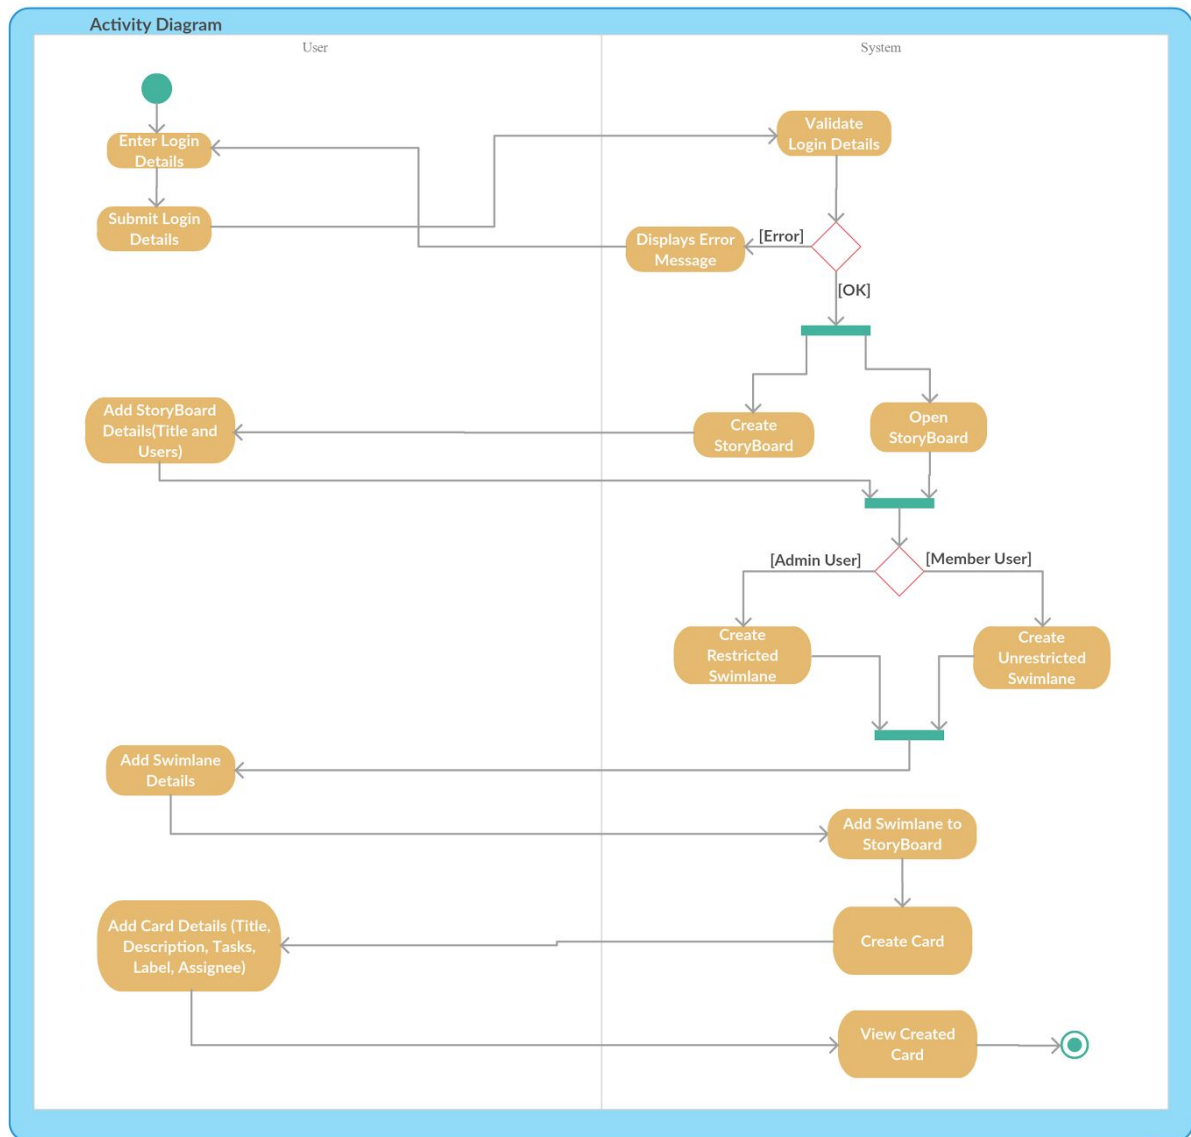 Activity Diagram
User
System
Enter Login
Details
Validate
Login Details
Submit Login
Details
Displays Error
Message
[Error]
[OK]
Add StoryBoard
Details(Title and
Users)
Create
StoryBoard
Open
StoryBoard
[Admin User]
[Member User]
Create
Restricted
Swimlane
Create
Unrestricted
Swimlane
Add Swimlane
Details
Add Swimlane to
StoryBoard
Add Card Details (Title,
Description, Tasks,
Label, Assignee)
Create Card
View Created
Card